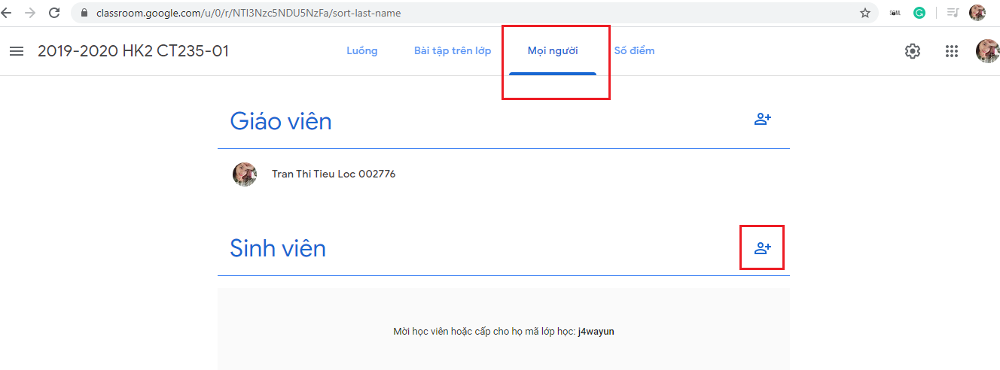 classroom.google.com/u/0/r/NTI3Nzc5NDU5NzFa/sort-last-name
2019-2020 HK2 CT235-01
Luồng
Bài tập trên lớp
Mọi người
Số điểm
Giáo viên
Tran Thi Tieu Loc 002776
Sinh viên
Mời học viên hoặc cấp cho họ mã lớp học: j4wayun